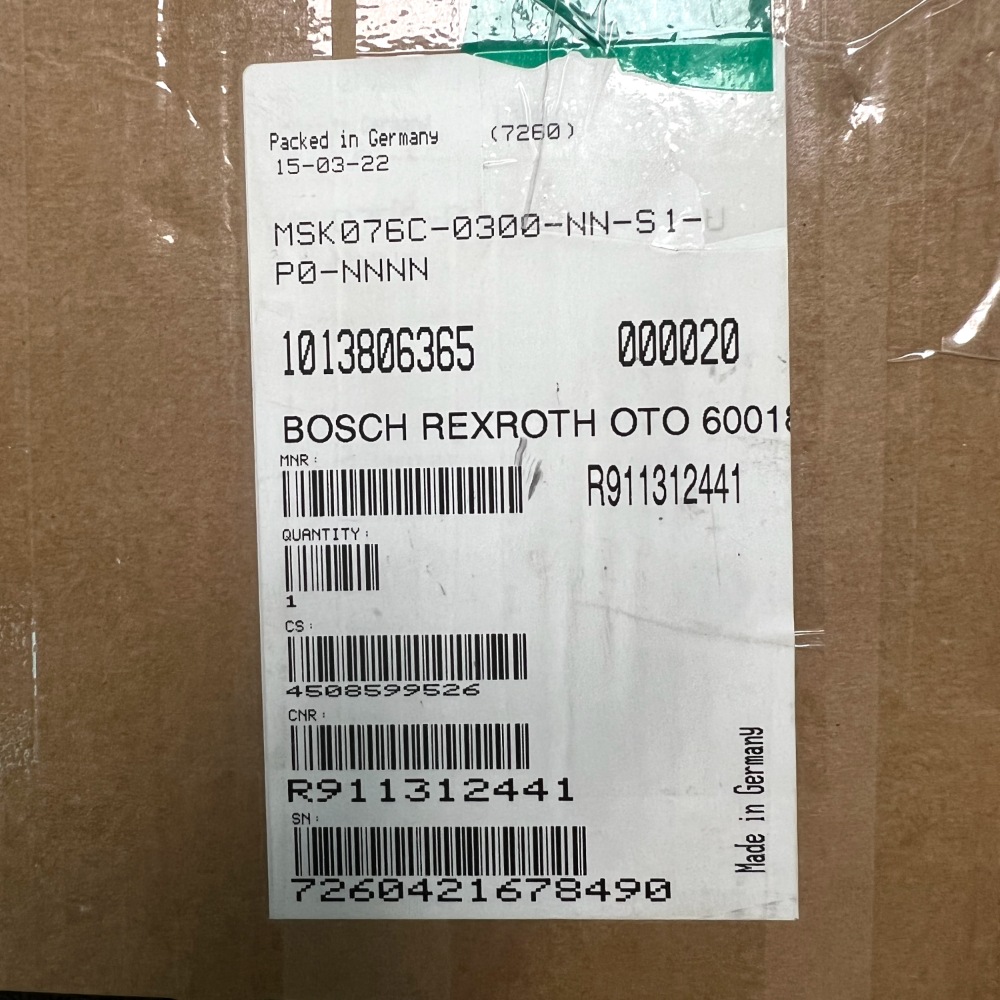 Packed in Germany (7260)
15-03-22
MSK076C-0300-NN-S1-
P0-NNNN
1013806365 000020
BOSCH REXROTH OTO 60018
MNR:
R911312441
QUANTITY:
1
CS:
4508599526
CNR:
R911312441
SN:
7260421678490
Made in Germany